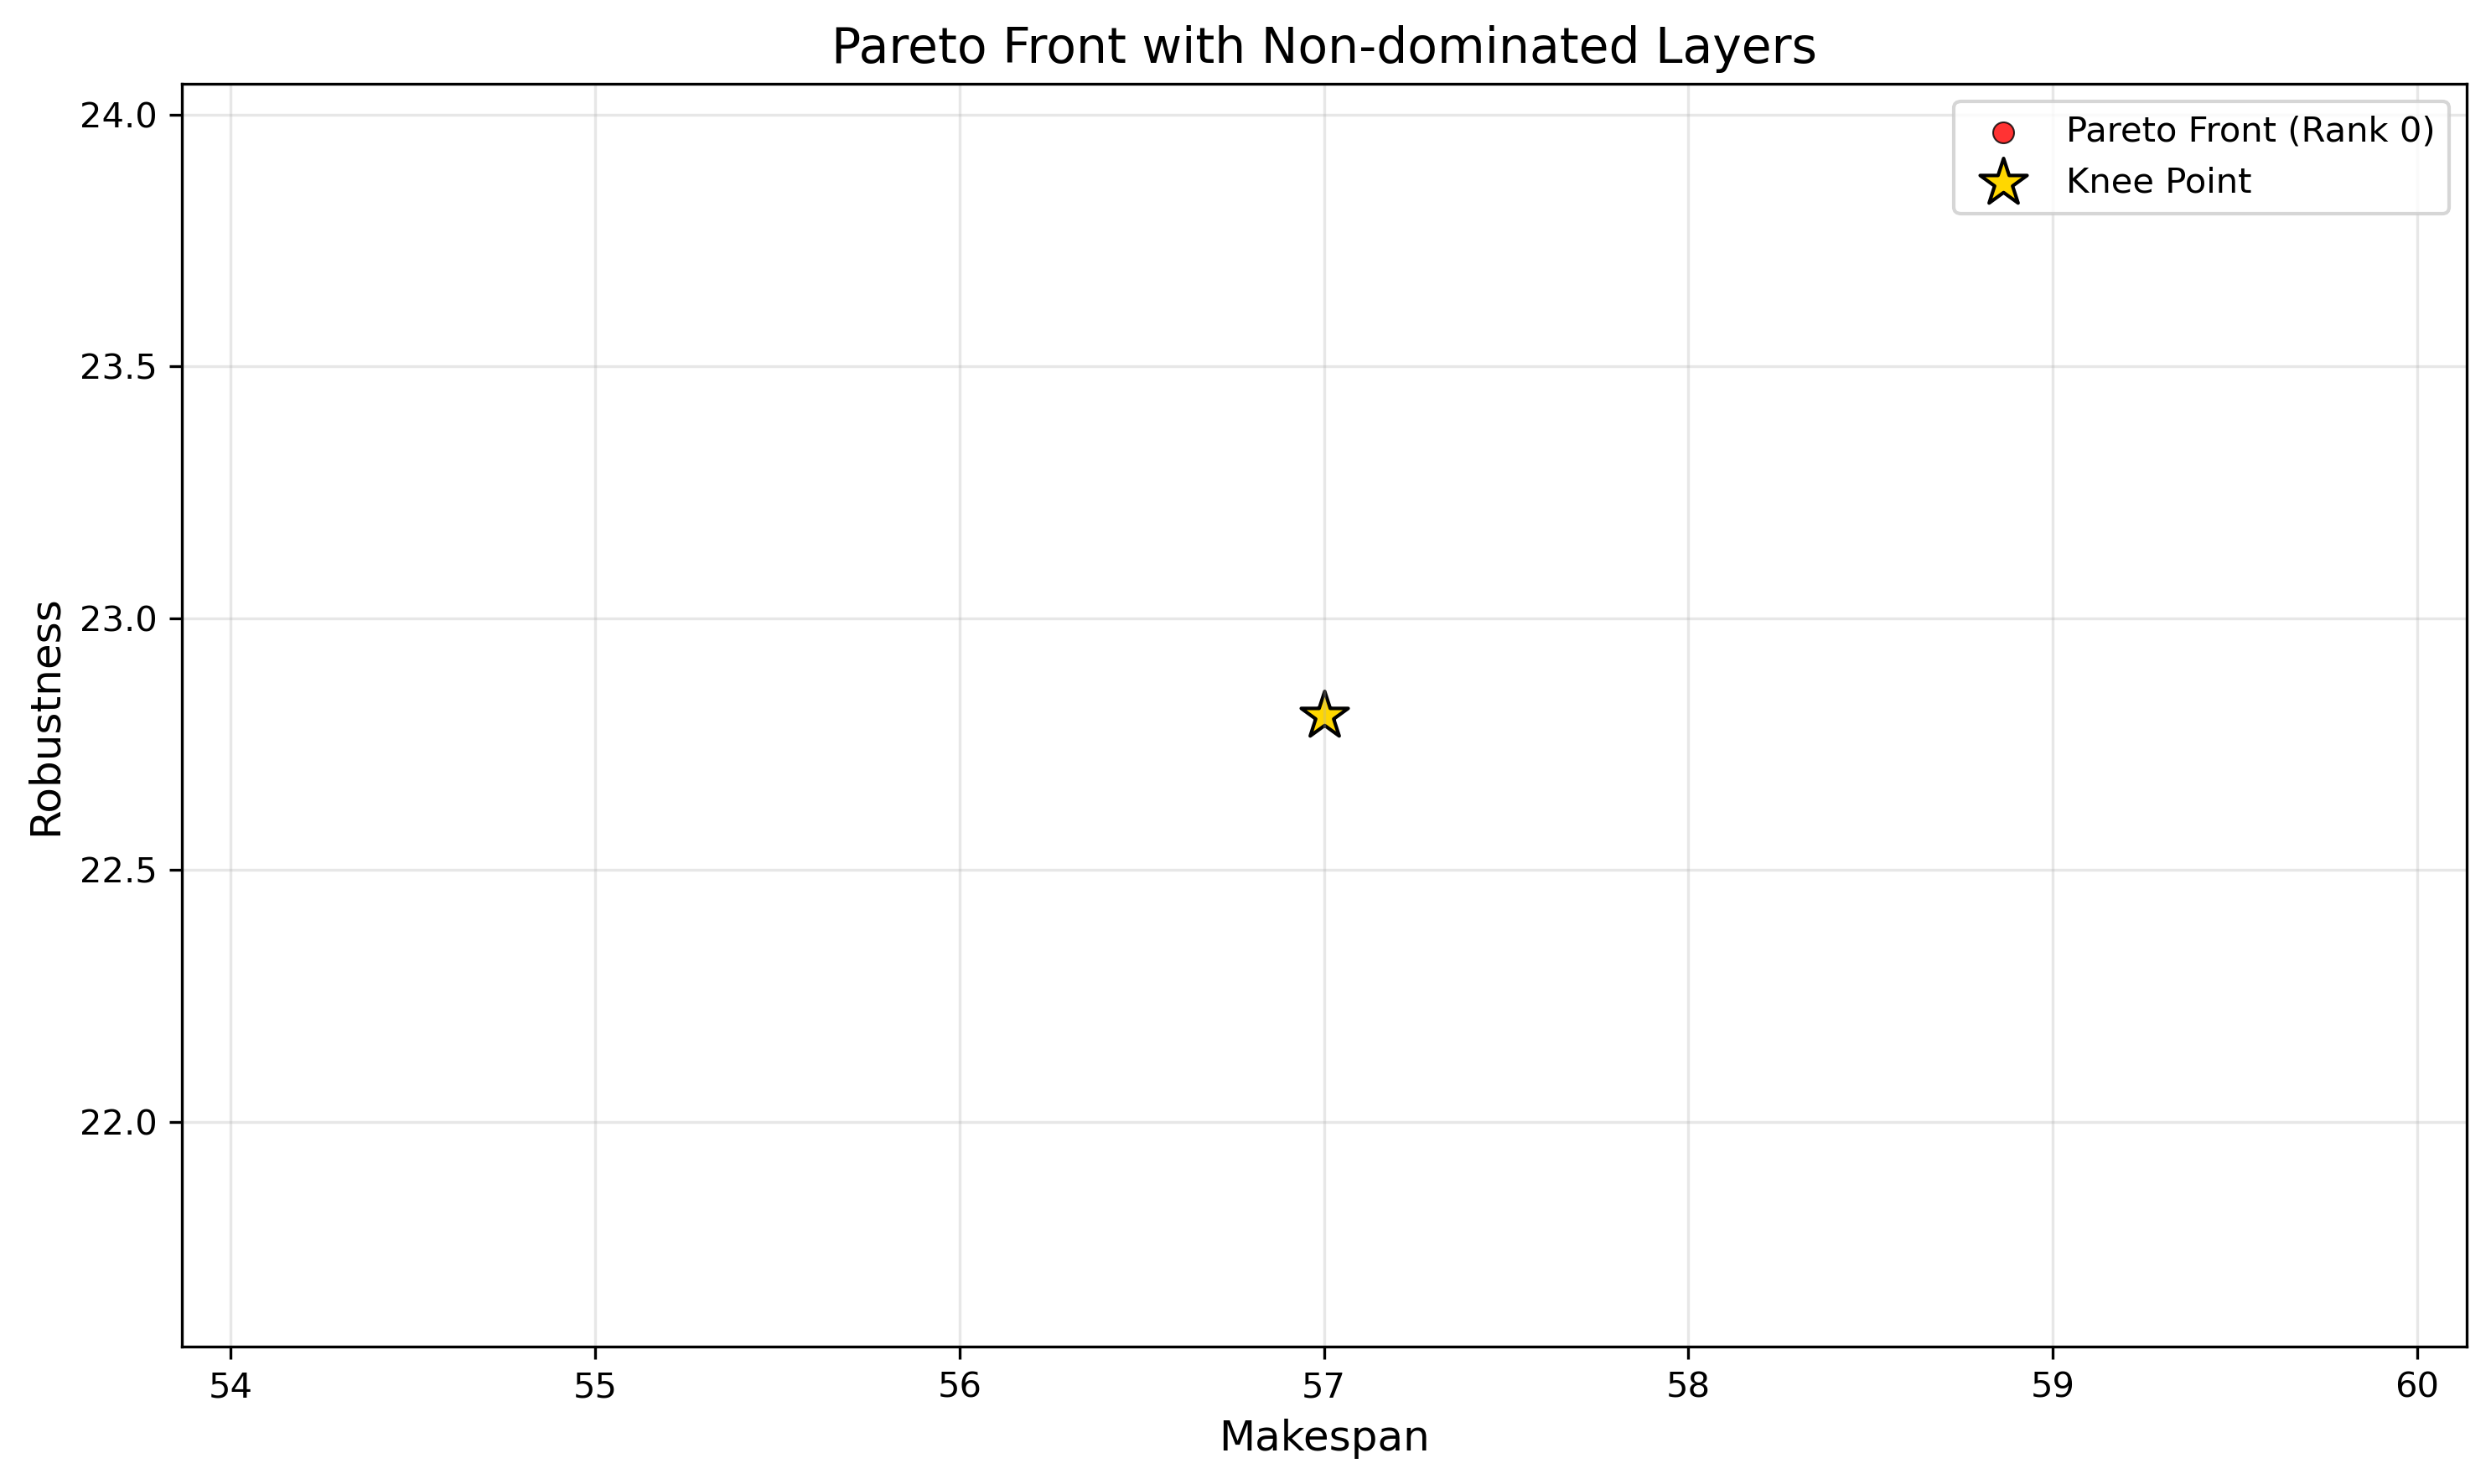 Pareto Front with Non-dominated Layers
Pareto Front (Rank 0)
Knee Point
Robustness
24.0
23.5
23.0
22.5
22.0
54 55 56 57 58 59 60
Makespan